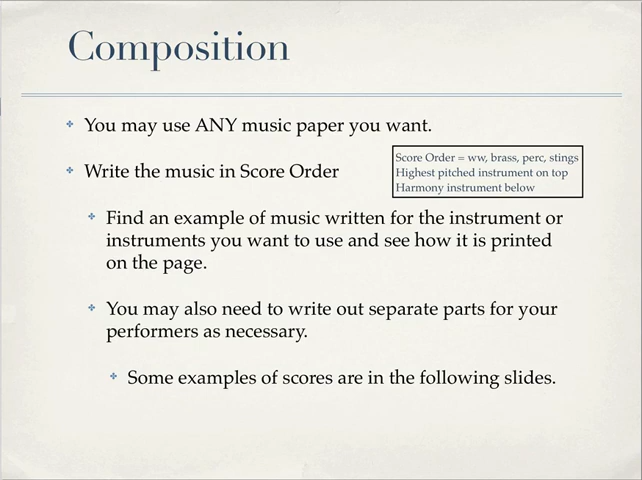 Composition
You may use ANY music paper you want.
Write the music in Score Order
Score Order = ww, brass, perc, stings
Highest pitched instrument on top
Harmony instrument below
Find an example of music written for the instrument or
instruments you want to use and see how it is printed
on the page.
You may also need to write out separate parts for your
performers as necessary.
Some examples of scores are in the following slides.